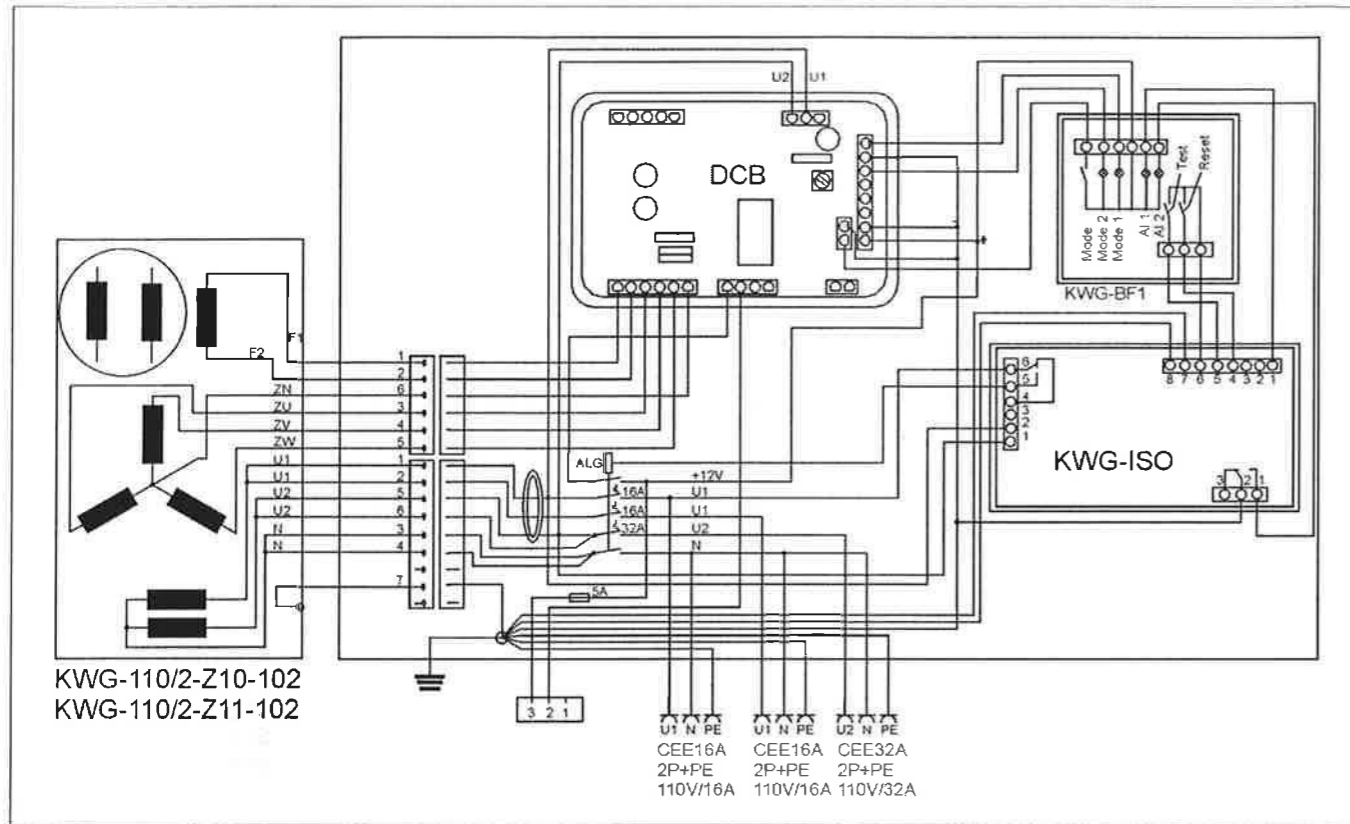 U2 U1
DCB
Test
Reset
Mode
Mode 2
Mode 1
Al 1
Al 2
KWG-BF1
F1
F2
ZN
ZU
ZV
ZW
U1
U1
U2
U2
N
N
1
2
6
3
4
5
1
2
5
6
3
4
7
ALG
+12V
16A U1
16A U1
32A U2
N
5A
8 7 6 5 4 3 2 1
6
5
4
3
2
1
KWG-ISO
3 2 1
KWG-110/2-Z10-102
KWG-110/2-Z11-102
3 2 1
U1 N PE U1 N PE U2 N PE
CEE16A CEE16A CEE32A
2P+PE 2P+PE 2P+PE
110V/16A 110V/16A 110V/32A